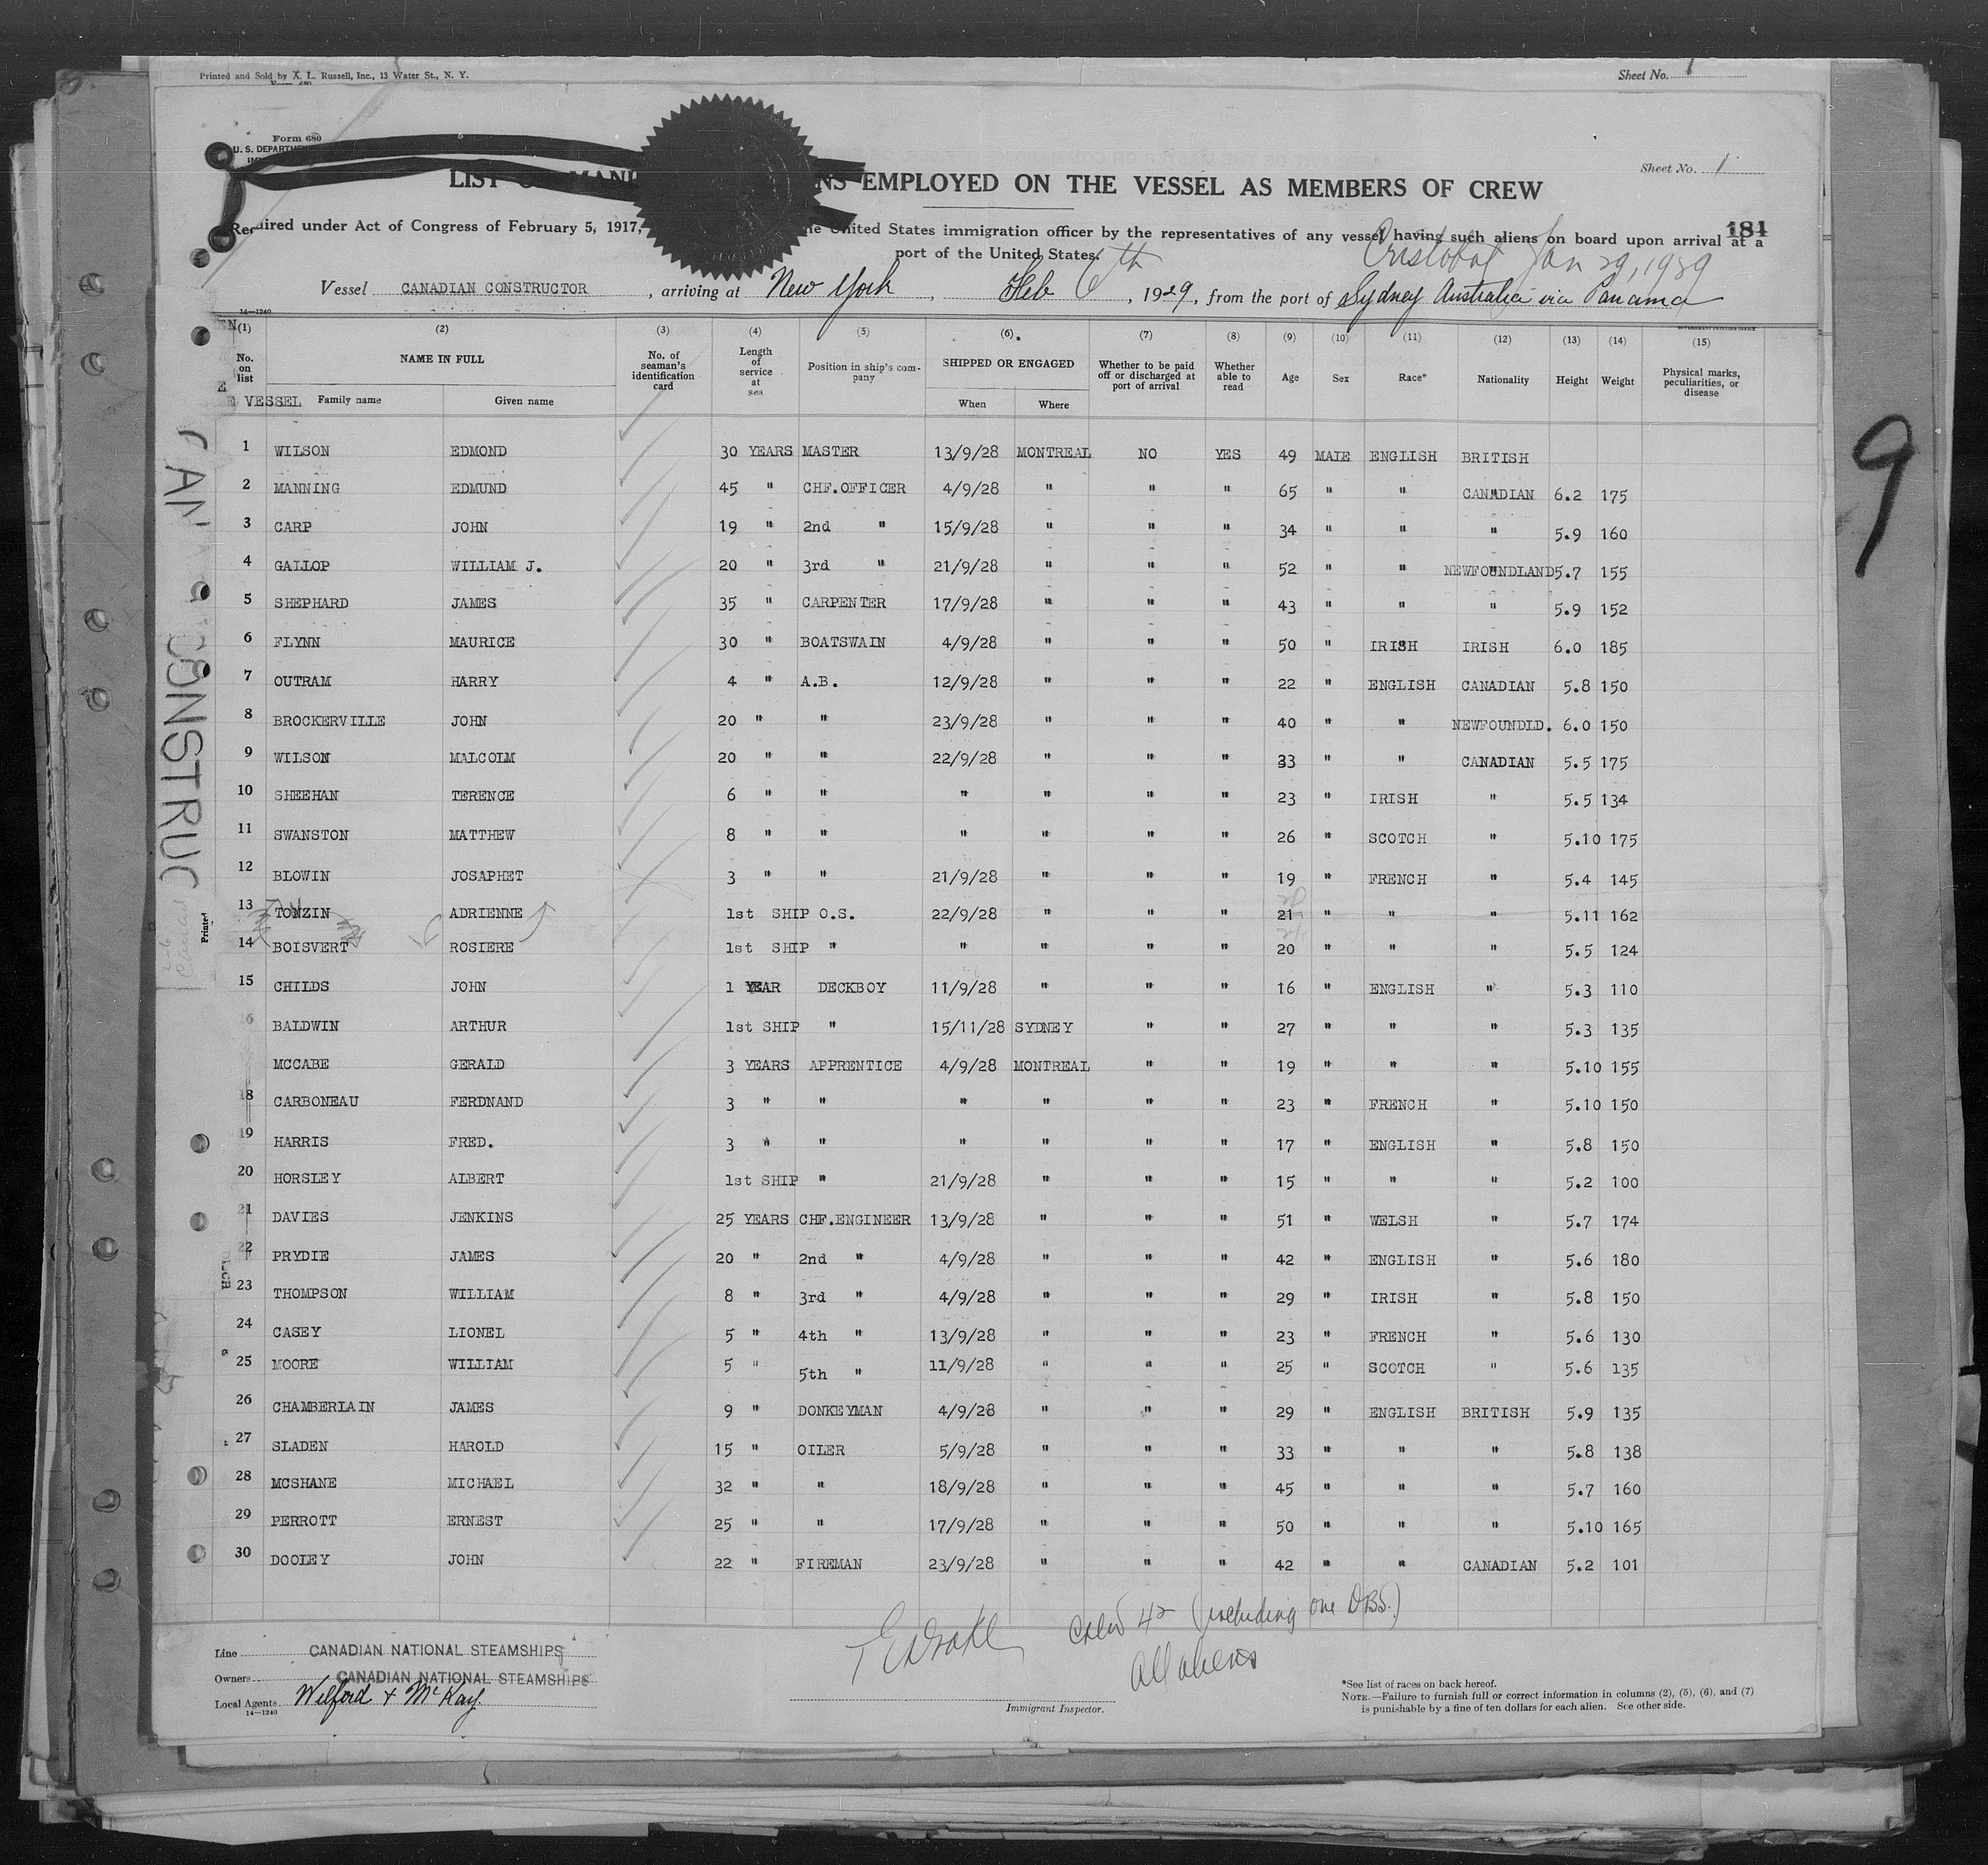 Printed and Sold by A. L. Russell, Inc., 13 Water St., N. Y.
Sheet No. 1
Form 680
U. S. DEPARTMEN
Sheet No. 1
LIST EMPLOYED ON THE VESSEL AS MEMBERS OF CREW
181
Required under Act of Congress of February 5, 1917, United States immigration officer by the representatives of any vessel having such aliens on board upon arrival at a
port of the United States.
Cristobal Jan 29, 1929
Vessel CANADIAN CONSTRUCTOR, arriving at New York, Feb 6th, 1929, from the port of Sydney Australia via Panama
14—1240
(1) (2) (3) (4) (5) (6) (7) (8) (9) (10) (11) (12) (13) (14) (15)
No. on list NAME IN FULL No. of seaman's identification card Length of service at sea Position in ship's company SHIPPED OR ENGAGED Whether to be paid off or discharged at port of arrival Whether able to read Age Sex Race* Nationality Height Weight Physical marks, peculiarities, or disease
E VESSEL Family name Given name When Where
1 WILSON EDMOND 30 YEARS MASTER 13/9/28 MONTREAL NO YES 49 MALE ENGLISH BRITISH
2 MANNING EDMUND 45 " CHF.OFFICER 4/9/28 " " " 65 " " CANADIAN 6.2 175
3 CARP JOHN 19 " 2nd " 15/9/28 " " " 34 " " " 5.9 160
4 GALLOP WILLIAM J. 20 " 3rd " 21/9/28 " " " 52 " " NEWFOUNDLAND 5.7 155
5 SHEPHARD JAMES 35 " CARPENTER 17/9/28 " " " 43 " " " 5.9 152
6 FLYNN MAURICE 30 " BOATSWAIN 4/9/28 " " " 50 " IRISH IRISH 6.0 185
7 OUTRAM HARRY 4 " A.B. 12/9/28 " " " 22 " ENGLISH CANADIAN 5.8 150
8 BROCKERVILLE JOHN 20 " " 23/9/28 " " " 40 " " NEWFOUNDLD. 6.0 150
9 WILSON MALCOLM 20 " " 22/9/28 " " " 33 " " CANADIAN 5.5 175
10 SHEEHAN TERENCE 6 " " " " " " 23 " IRISH " 5.5 134
11 SWANSTON MATTHEW 8 " " " " " " 26 " SCOTCH " 5.10 175
12 BLOWIN JOSAPHET 3 " " 21/9/28 " " " 19 " FRENCH " 5.4 145
13 TONZIN ADRIENNE 1st SHIP O.S. 22/9/28 " " " 21 " " " 5.11 162
14 BOISVERT ROSIERE 1st SHIP " " " " " 20 " " " 5.5 124
15 CHILDS JOHN 1 YEAR DECKBOY 11/9/28 " " " 16 " ENGLISH " 5.3 110
16 BALDWIN ARTHUR 1st SHIP " 15/11/28 SYDNEY " " 27 " " " 5.3 135
MCCABE GERALD 3 YEARS APPRENTICE 4/9/28 MONTREAL " " 19 " " " 5.10 155
18 CARBONEAU FERDNAND 3 " " " " " " 23 " FRENCH " 5.10 150
19 HARRIS FRED. 3 " " " " " " 17 " ENGLISH " 5.8 150
20 HORSLEY ALBERT 1st SHIP " 21/9/28 " " " 15 " " " 5.2 100
21 DAVIES JENKINS 25 YEARS CHF.ENGINEER 13/9/28 " " " 51 " WELSH " 5.7 174
22 PRYDIE JAMES 20 " 2nd " 4/9/28 " " " 42 " ENGLISH " 5.6 180
23 THOMPSON WILLIAM 8 " 3rd " 4/9/28 " " " 29 " IRISH " 5.8 150
24 CASEY LIONEL 5 " 4th " 13/9/28 " " " 23 " FRENCH " 5.6 130
25 MOORE WILLIAM 5 " 5th " 11/9/28 " " " 25 " SCOTCH " 5.6 135
26 CHAMBERLAIN JAMES 9 " DONKEYMAN 4/9/28 " " " 29 " ENGLISH BRITISH 5.9 135
27 SLADEN HAROLD 15 " OILER 5/9/28 " " " 33 " " " 5.8 138
28 MCSHANE MICHAEL 32 " " 18/9/28 " " " 45 " " " 5.7 160
29 PERROTT ERNEST 25 " " 17/9/28 " " " 50 " " " 5.10 165
30 DOOLEY JOHN 22 " FIREMAN 23/9/28 " " " 42 " " CANADIAN 5.2 101
Crew 42 (including one DBS.)
All aliens
Line CANADIAN NATIONAL STEAMSHIPS
Owners CANADIAN NATIONAL STEAMSHIPS
Local Agents Wilford & McKay.
14—1240
Immigrant Inspector.
*See list of races on back hereof.
NOTE.—Failure to furnish full or correct information in columns (2), (5), (6), and (7)
is punishable by a fine of ten dollars for each alien. See other side.
CAN CONSTRUC
Printed
9